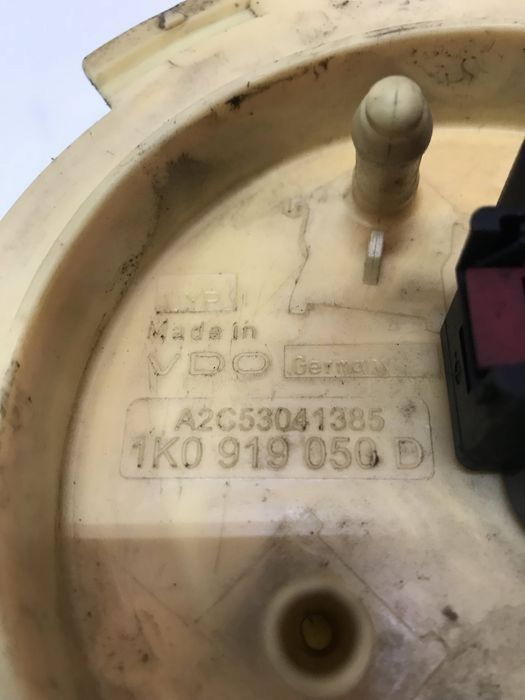 Made in
VDO Germany
A2C53041385
1K0 919 050 D